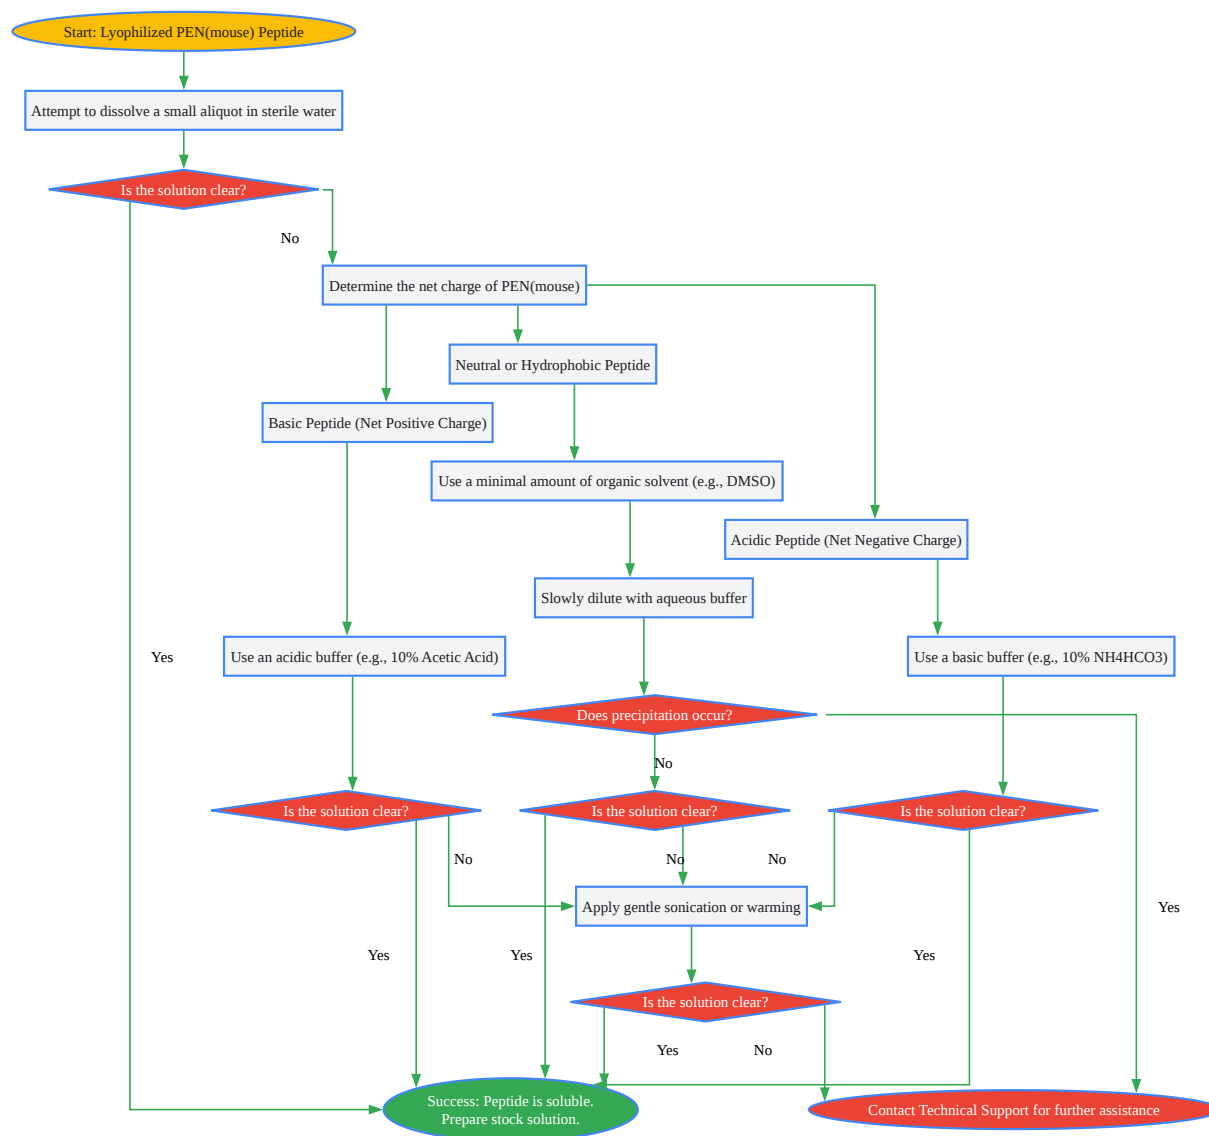 Start: Lyophilized PEN(mouse) Peptide
Attempt to dissolve a small aliquot in sterile water
Is the solution clear?
No
Determine the net charge of PEN(mouse)
Neutral or Hydrophobic Peptide
Basic Peptide (Net Positive Charge)
Use a minimal amount of organic solvent (e.g., DMSO)
Acidic Peptide (Net Negative Charge)
Slowly dilute with aqueous buffer
Yes
Use an acidic buffer (e.g., 10% Acetic Acid)
Use a basic buffer (e.g., 10% NH4HCO3)
Does precipitation occur?
No
Is the solution clear?
Is the solution clear?
Is the solution clear?
No
No
No
Apply gentle sonication or warming
Yes
Yes
Yes
Yes
Is the solution clear?
Yes
No
Success: Peptide is soluble.
Prepare stock solution.
Contact Technical Support for further assistance